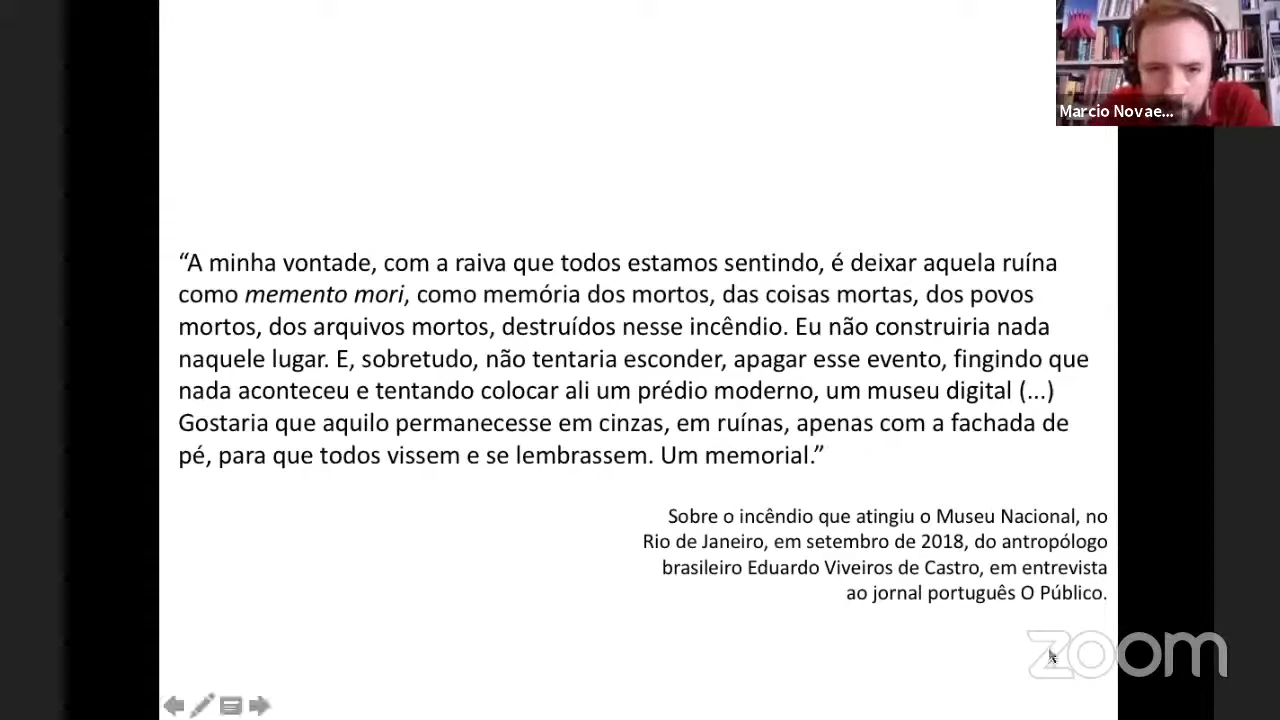 Marcio Novae...
“A minha vontade, com a raiva que todos estamos sentindo, é deixar aquela ruína
como memento mori, como memória dos mortos, das coisas mortas, dos povos
mortos, dos arquivos mortos, destruídos nesse incêndio. Eu não construiria nada
naquele lugar. E, sobretudo, não tentaria esconder, apagar esse evento, fingindo que
nada aconteceu e tentando colocar ali um prédio moderno, um museu digital (...)
Gostaria que aquilo permanecesse em cinzas, em ruínas, apenas com a fachada de
pé, para que todos vissem e se lembrassem. Um memorial.”
Sobre o incêndio que atingiu o Museu Nacional, no
Rio de Janeiro, em setembro de 2018, do antropólogo
brasileiro Eduardo Viveiros de Castro, em entrevista
ao jornal português O Público.
zoom